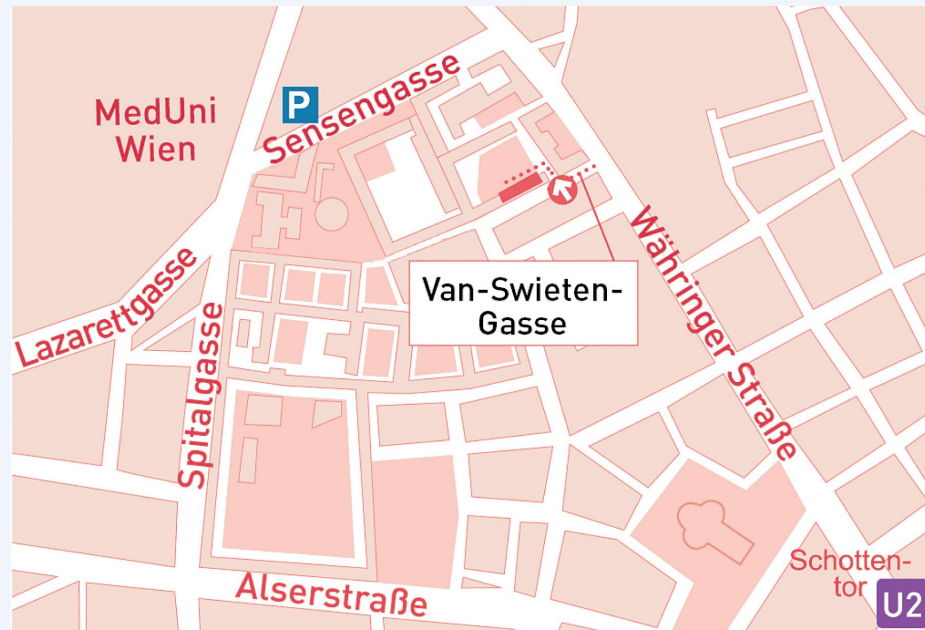 MedUni
Wien
P
Sensengasse
Van-Swieten-
Gasse
Währinger Straße
Lazarettgasse
Spitalgasse
Alserstraße
Schotten-
tor
U2